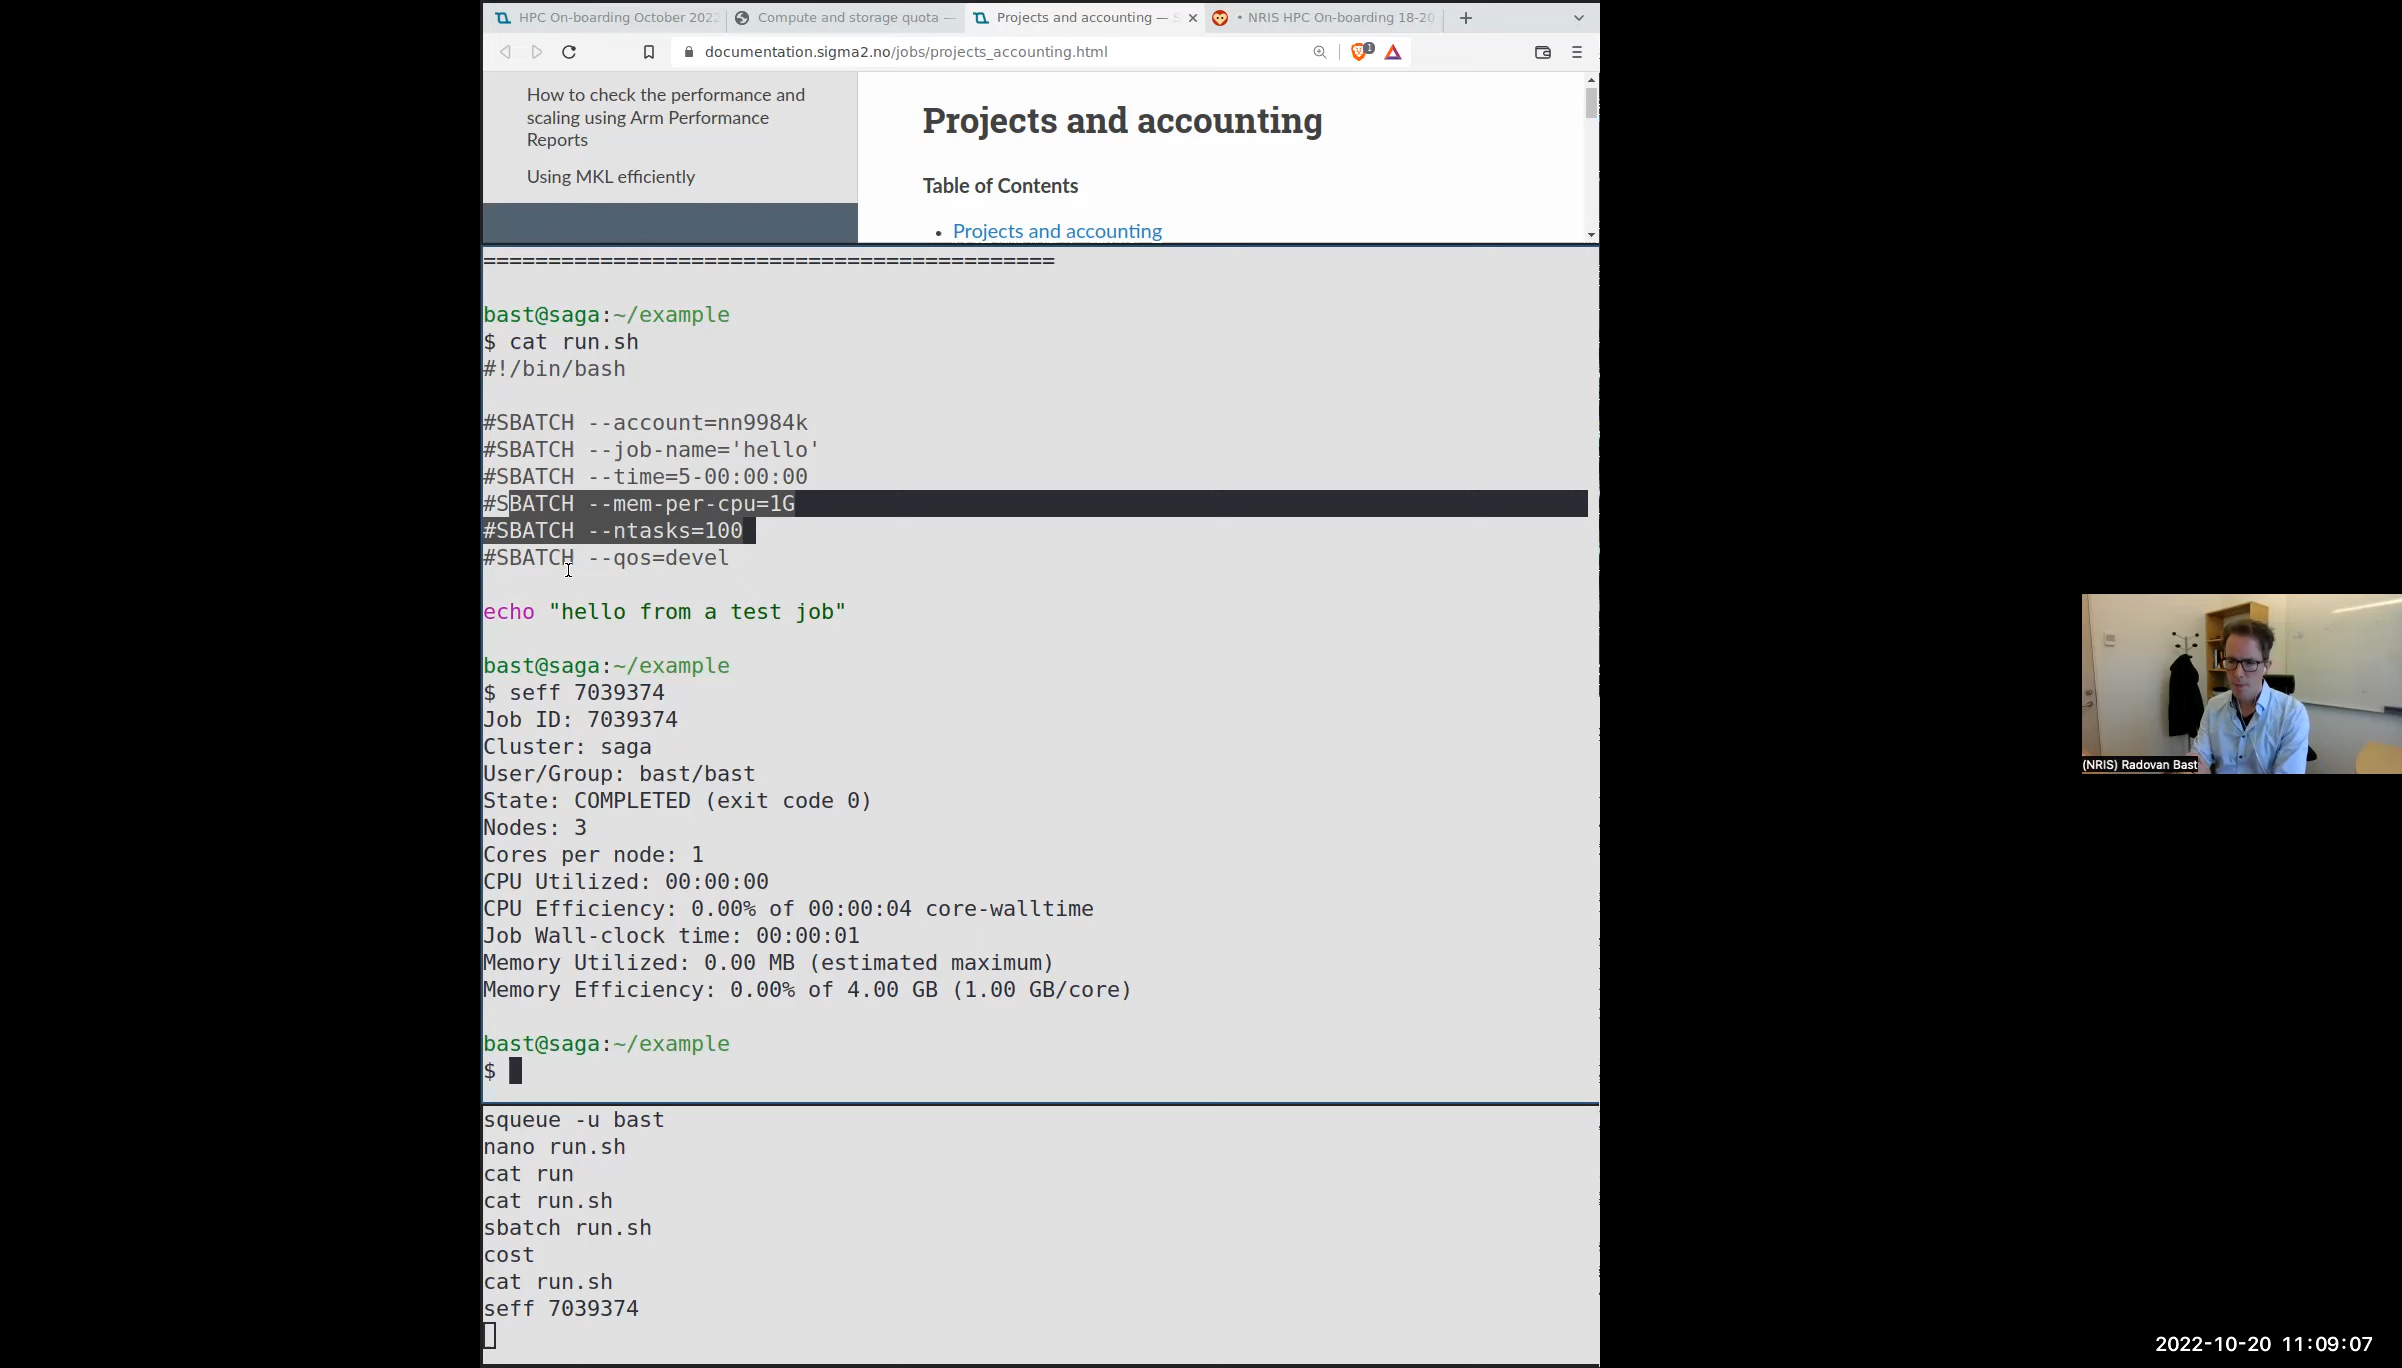 HPC On-boarding October 2022
Compute and storage quota —
Projects and accounting —
• NRIS HPC On-boarding 18-20
documentation.sigma2.no/jobs/projects_accounting.html
1
How to check the performance and
scaling using Arm Performance
Reports
Using MKL efficiently
Projects and accounting
Table of Contents
• Projects and accounting
============================================
bast@saga:~/example
$ cat run.sh
#!/bin/bash
#SBATCH --account=nn9984k
#SBATCH --job-name='hello'
#SBATCH --time=5-00:00:00
#SBATCH --mem-per-cpu=1G
#SBATCH --ntasks=100
#SBATCH --qos=devel
echo "hello from a test job"
bast@saga:~/example
$ seff 7039374
Job ID: 7039374
Cluster: saga
User/Group: bast/bast
State: COMPLETED (exit code 0)
Nodes: 3
Cores per node: 1
CPU Utilized: 00:00:00
CPU Efficiency: 0.00% of 00:00:04 core-walltime
Job Wall-clock time: 00:00:01
Memory Utilized: 0.00 MB (estimated maximum)
Memory Efficiency: 0.00% of 4.00 GB (1.00 GB/core)
bast@saga:~/example
$
squeue -u bast
nano run.sh
cat run
cat run.sh
sbatch run.sh
cost
cat run.sh
seff 7039374
(NRIS) Radovan Bast
2022-10-20 11:09:07